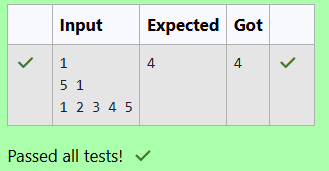 Input Expected Got
1 4 4
5 1
1 2 3 4 5
Passed all tests!